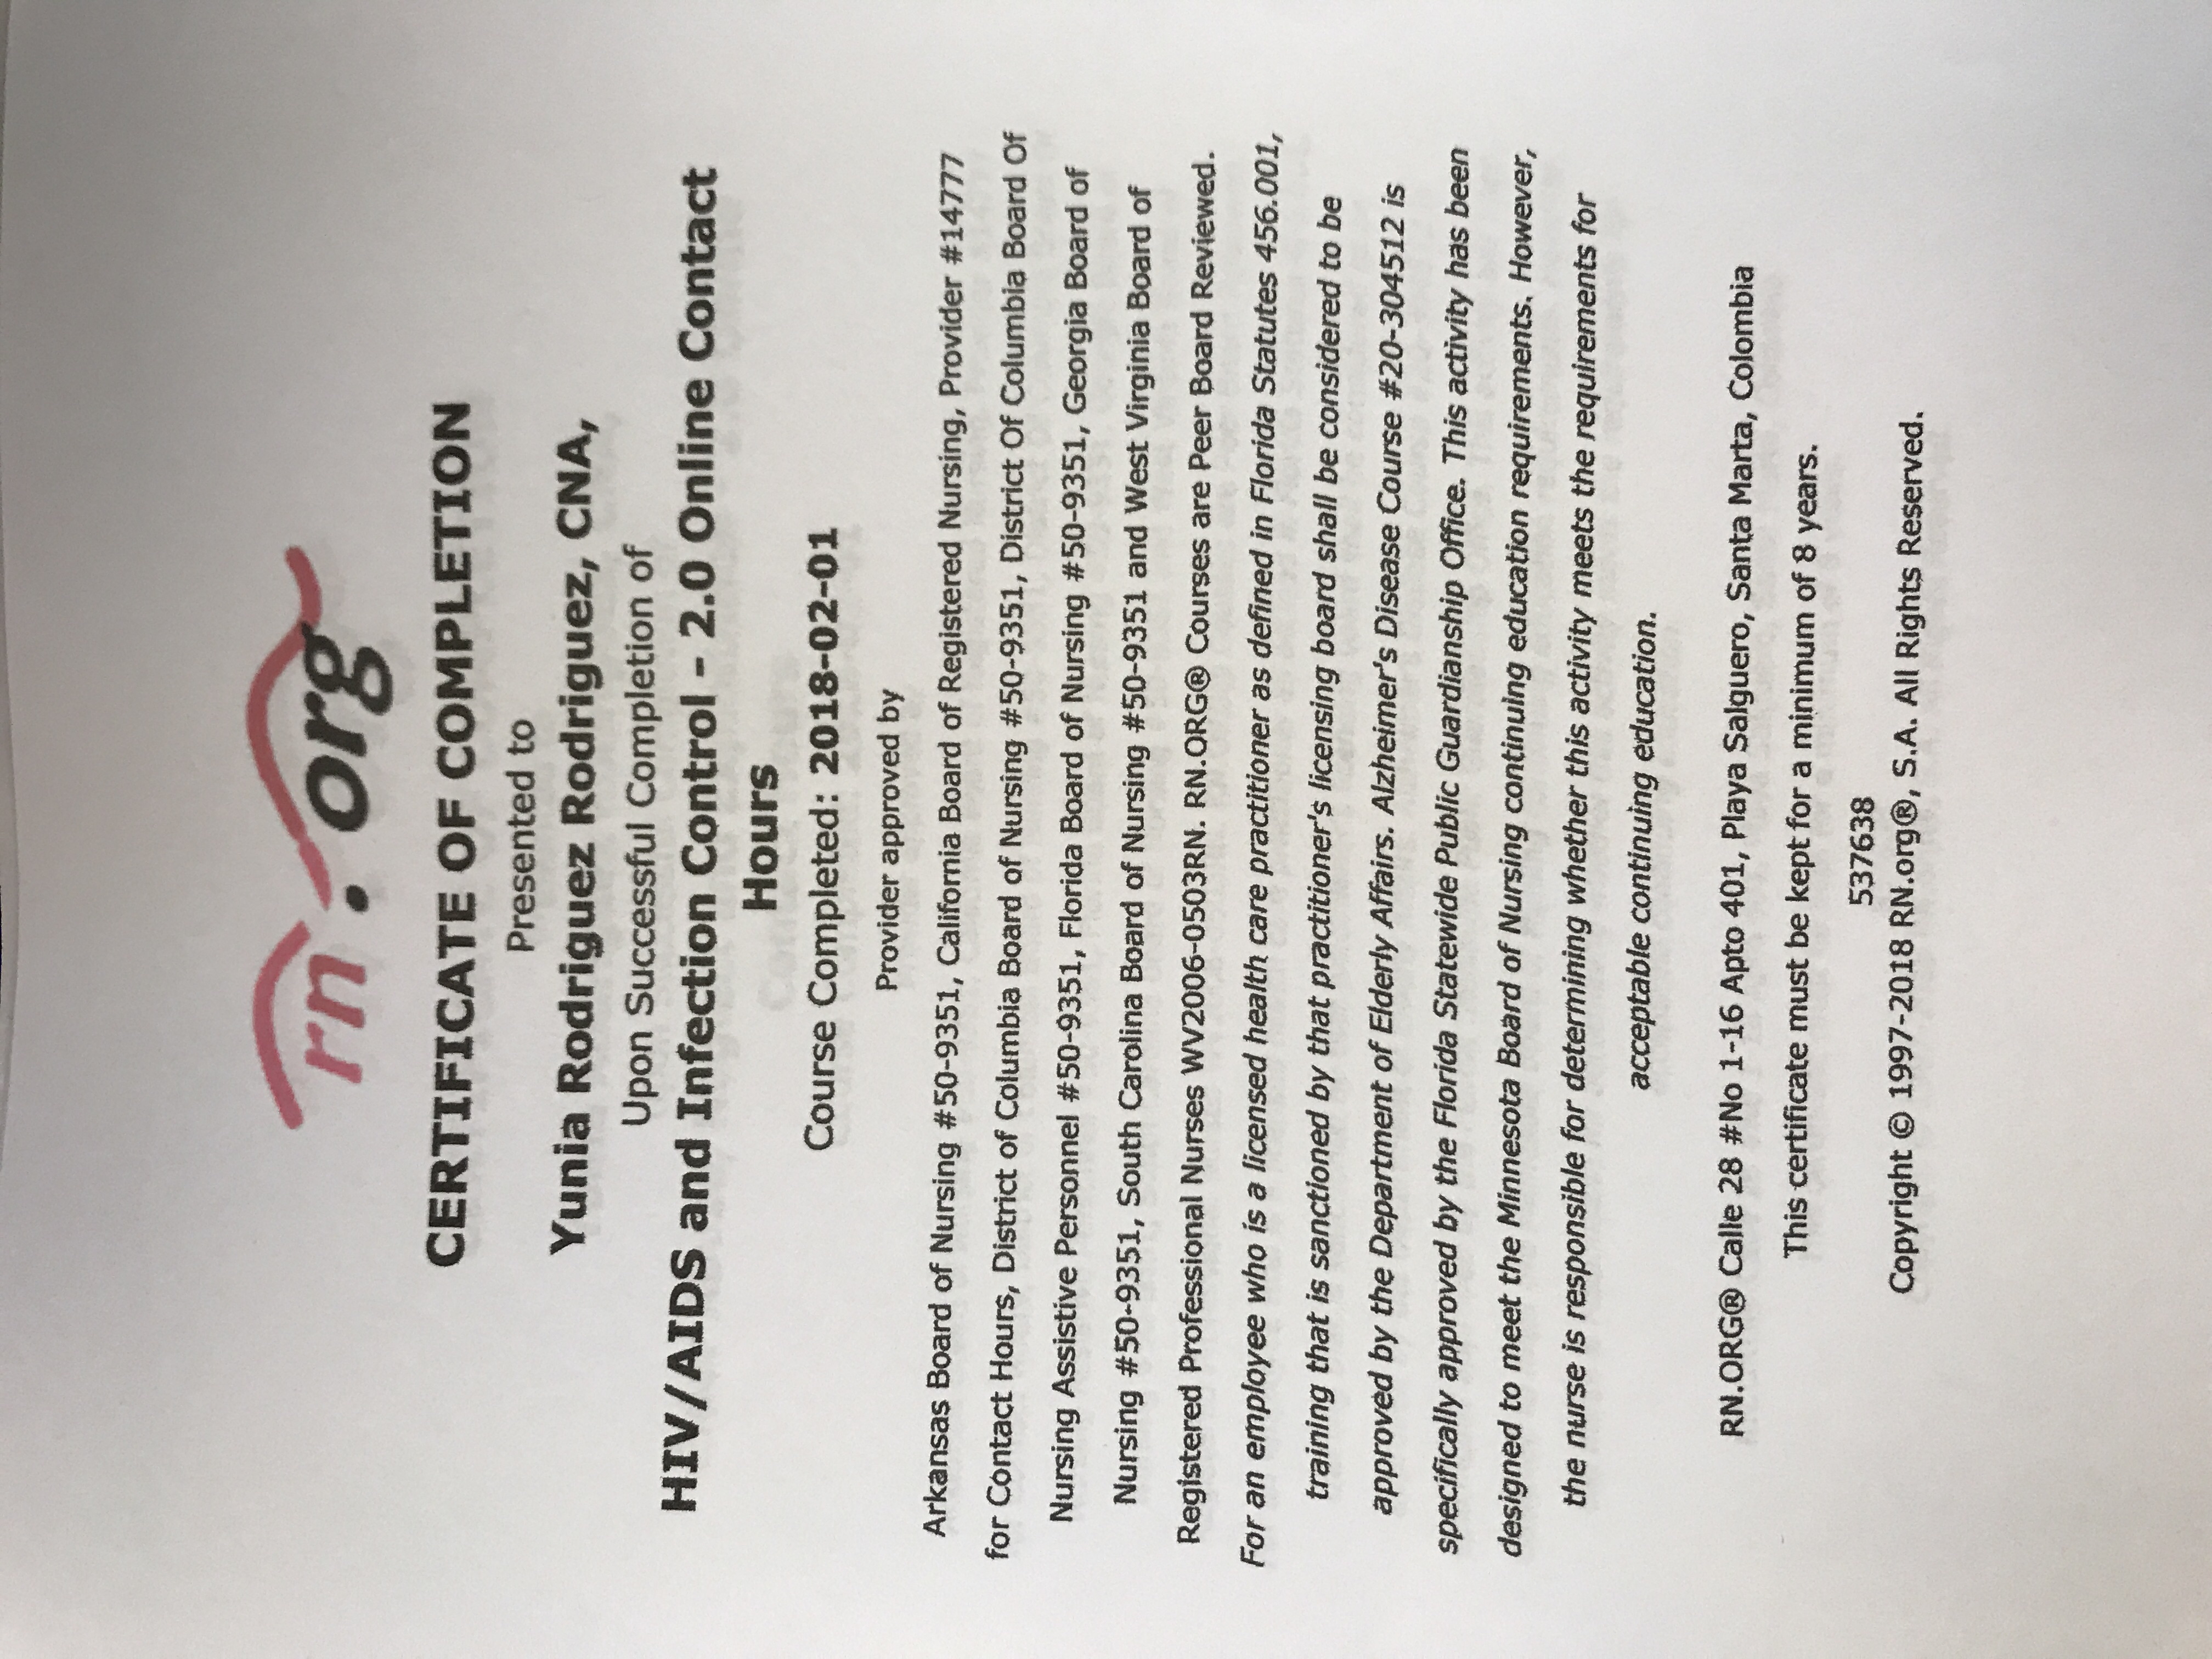 rn.org
CERTIFICATE OF COMPLETION
Presented to
Yunia Rodriguez Rodriguez, CNA,
Upon Successful Completion of
HIV/AIDS and Infection Control - 2.0 Online Contact
Hours
Course Completed: 2018-02-01
Provider approved by
Arkansas Board of Nursing #50-9351, California Board of Registered Nursing, Provider #14777
for Contact Hours, District of Columbia Board of Nursing #50-9351, District Of Columbia Board Of
Nursing Assistive Personnel #50-9351, Florida Board of Nursing #50-9351, Georgia Board of
Nursing #50-9351, South Carolina Board of Nursing #50-9351 and West Virginia Board of
Registered Professional Nurses WV2006-0503RN. RN.ORG® Courses are Peer Board Reviewed.
For an employee who is a licensed health care practitioner as defined in Florida Statutes 456.001,
training that is sanctioned by that practitioner's licensing board shall be considered to be
approved by the Department of Elderly Affairs. Alzheimer's Disease Course #20-304512 is
specifically approved by the Florida Statewide Public Guardianship Office. This activity has been
designed to meet the Minnesota Board of Nursing continuing education requirements. However,
the nurse is responsible for determining whether this activity meets the requirements for
acceptable continuing education.
RN.ORG® Calle 28 #No 1-16 Apto 401, Playa Salguero, Santa Marta, Colombia
This certificate must be kept for a minimum of 8 years.
537638
Copyright © 1997-2018 RN.org®, S.A. All Rights Reserved.